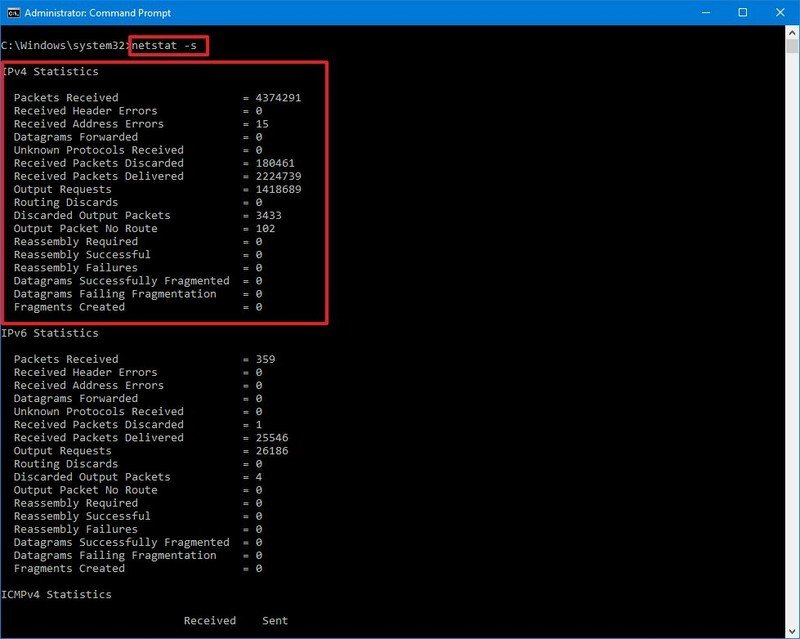 Administrator: Command Prompt
C:\Windows\system32>netstat -s
IPv4 Statistics
Packets Received = 4374291
Received Header Errors = 0
Received Address Errors = 15
Datagrams Forwarded = 0
Unknown Protocols Received = 0
Received Packets Discarded = 180461
Received Packets Delivered = 2224739
Output Requests = 1418689
Routing Discards = 0
Discarded Output Packets = 3433
Output Packet No Route = 102
Reassembly Required = 0
Reassembly Successful = 0
Reassembly Failures = 0
Datagrams Successfully Fragmented = 0
Datagrams Failing Fragmentation = 0
Fragments Created = 0
IPv6 Statistics
Packets Received = 359
Received Header Errors = 0
Received Address Errors = 0
Datagrams Forwarded = 0
Unknown Protocols Received = 0
Received Packets Discarded = 1
Received Packets Delivered = 25546
Output Requests = 26186
Routing Discards = 0
Discarded Output Packets = 4
Output Packet No Route = 0
Reassembly Required = 0
Reassembly Successful = 0
Reassembly Failures = 0
Datagrams Successfully Fragmented = 0
Datagrams Failing Fragmentation = 0
Fragments Created = 0
ICMPv4 Statistics
Received Sent